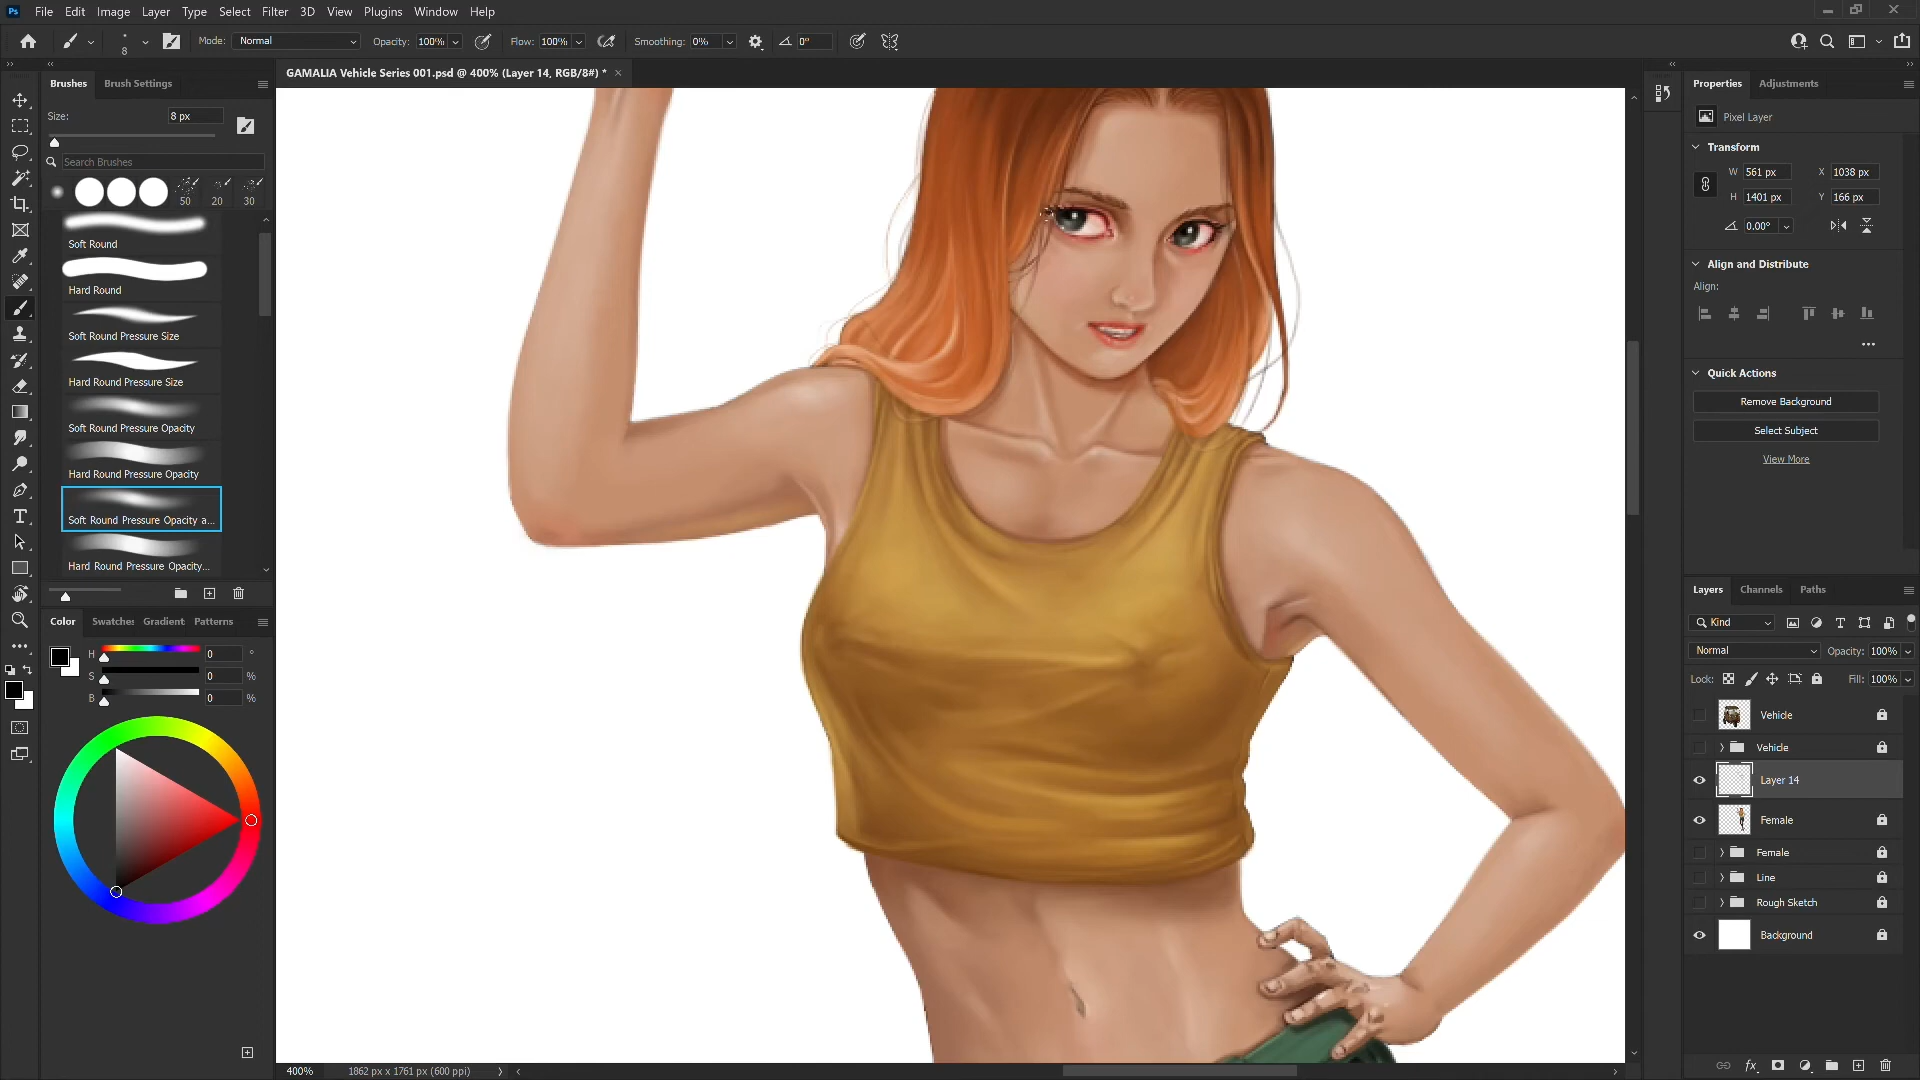 Ps File Edit Image Layer Type Select Filter 3D View Plugins Window Help
8 Mode: Normal Opacity: 100% Flow: 100% Smoothing: 0% 0°
GAMALIA Vehicle Series 001.psd @ 400% (Layer 14, RGB/8#) * ×
Brushes Brush Settings
Size: 8 px
Search Brushes
50 20 30
Soft Round
Hard Round
Soft Round Pressure Size
Hard Round Pressure Size
Soft Round Pressure Opacity
Hard Round Pressure Opacity
Soft Round Pressure Opacity a...
Hard Round Pressure Opacity...
Color Swatches Gradient Patterns
H 0 °
S 0 %
B 0 %
400% 1862 px x 1761 px (600 ppi)
Properties Adjustments
Pixel Layer
Transform
W 561 px X 1038 px
H 1401 px Y 166 px
0.00°
Align and Distribute
Align:
Quick Actions
Remove Background
Select Subject
View More
Layers Channels Paths
Kind
Normal Opacity: 100%
Lock: Fill: 100%
Vehicle
Vehicle
Layer 14
Female
Female
Line
Rough Sketch
Background
fx